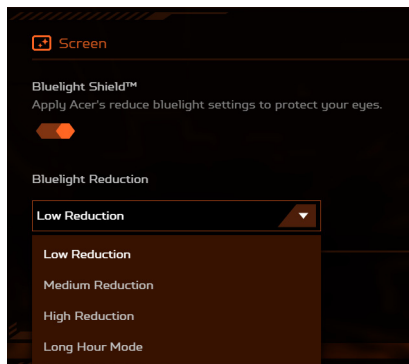 Screen
Bluelight Shield™
Apply Acer's reduce bluelight settings to protect your eyes.
Bluelight Reduction
Low Reduction
Low Reduction
Medium Reduction
High Reduction
Long Hour Mode